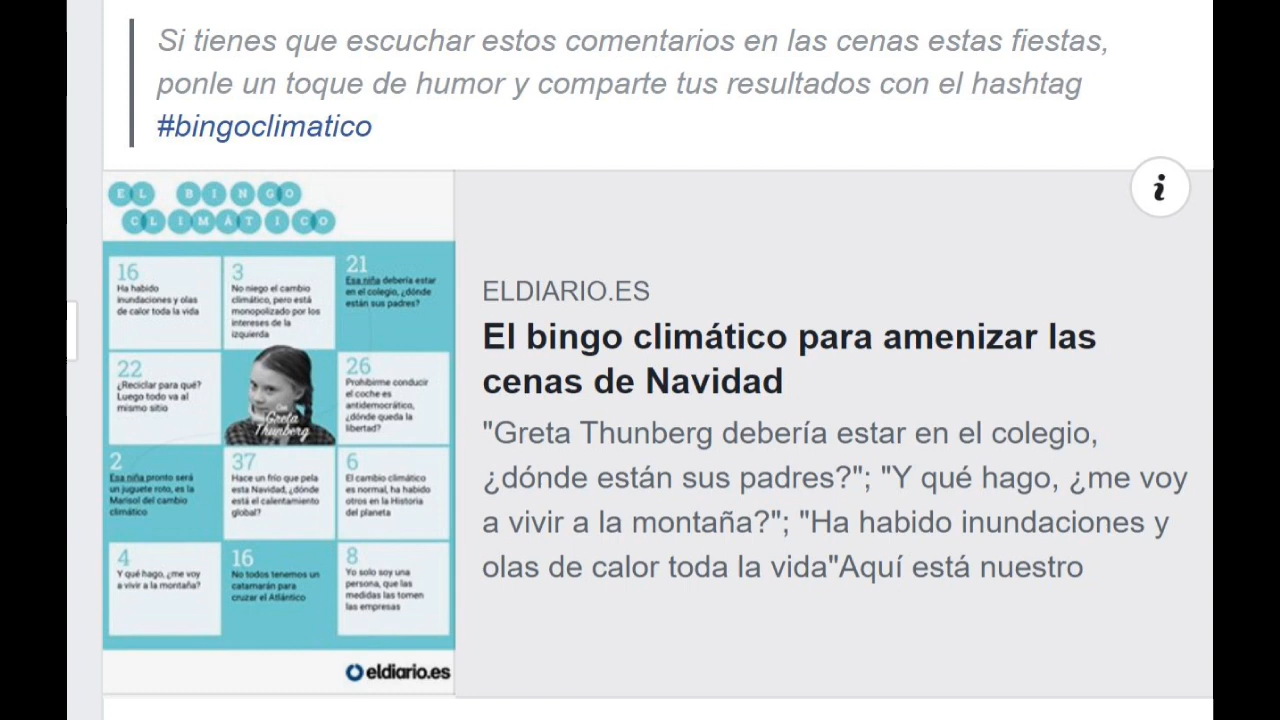 Si tienes que escuchar estos comentarios en las cenas estas fiestas,
ponle un toque de humor y comparte tus resultados con el hashtag
#bingoclimatico
EL BINGO
CLIMÁTICO
16
Ha habido
inundaciones y olas
de calor toda la vida
3
No niego el cambio
climático, pero está
monopolizado por los
intereses de la
izquierda
21
Esa niña debería estar
en el colegio, ¿dónde
están sus padres?
22
¿Reciclar para qué?
Luego todo va al
mismo sitio
Greta
Thunberg
26
Prohibirme conducir
el coche es
antidemocrático,
¿dónde queda la
libertad?
2
Esa niña pronto será
un juguete roto, es la
Marisol del cambio
climático
37
Hace un frío que pela
esta Navidad, ¿dónde
está el calentamiento
global?
6
El cambio climático
es normal, ha habido
otros en la Historia
del planeta
4
Y qué hago, ¿me voy
a vivir a la montaña?
16
No todos tenemos un
catamarán para
cruzar el Atlántico
8
Yo solo soy una
persona, que las
medidas las tomen
las empresas
eldiario.es
i
ELDIARIO.ES
El bingo climático para amenizar las
cenas de Navidad
"Greta Thunberg debería estar en el colegio,
¿dónde están sus padres?"; "Y qué hago, ¿me voy
a vivir a la montaña?"; "Ha habido inundaciones y
olas de calor toda la vida"Aquí está nuestro